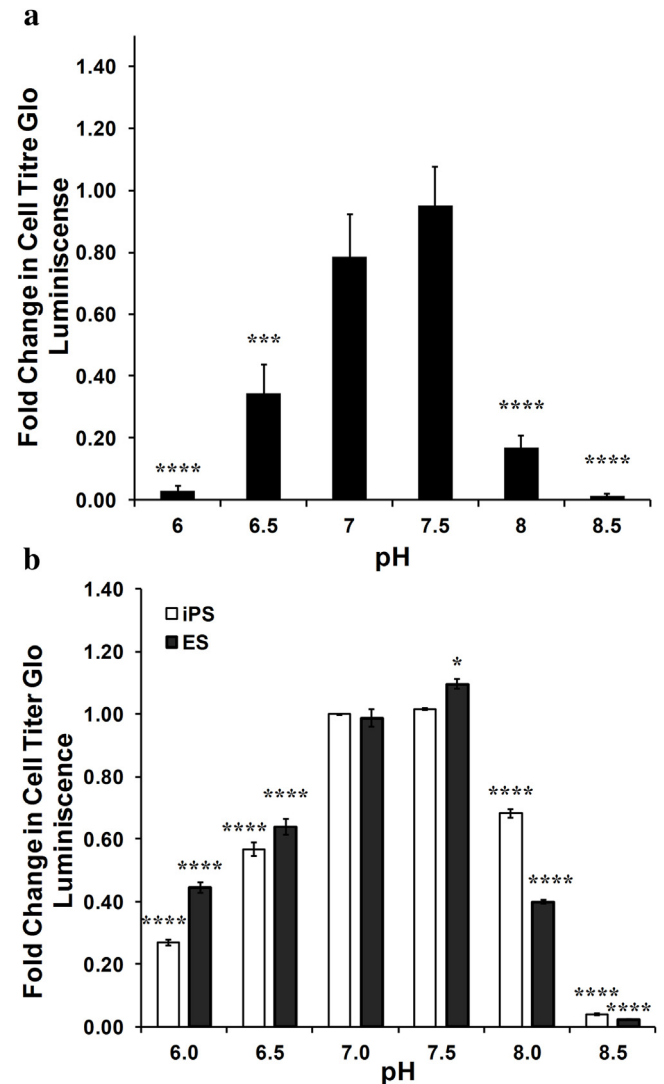 a
Fold Change in Cell Titre Glo
Luminiscense
1.40
1.20
1.00
0.80
0.60
0.40
0.20
0.00
****
***
****
****
6 6.5 7 7.5 8 8.5
pH
b
Fold Change in Cell Titer Glo
Luminiscence
1.40
1.20
1.00
0.80
0.60
0.40
0.20
0.00
iPS
ES
****
****
****
****
*
****
****
****
****
6.0 6.5 7.0 7.5 8.0 8.5
pH